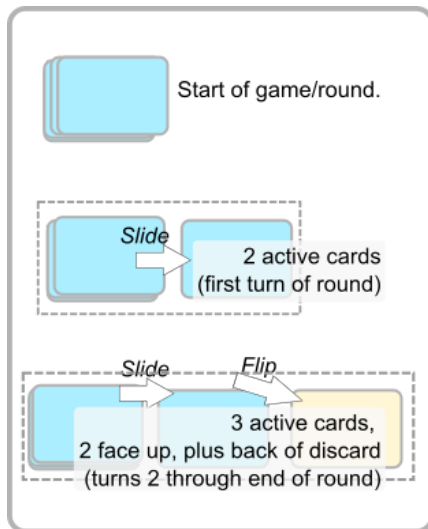 Start of game/round.
Slide
2 active cards
(first turn of round)
Slide
Flip
3 active cards,
2 face up, plus back of discard
(turns 2 through end of round)